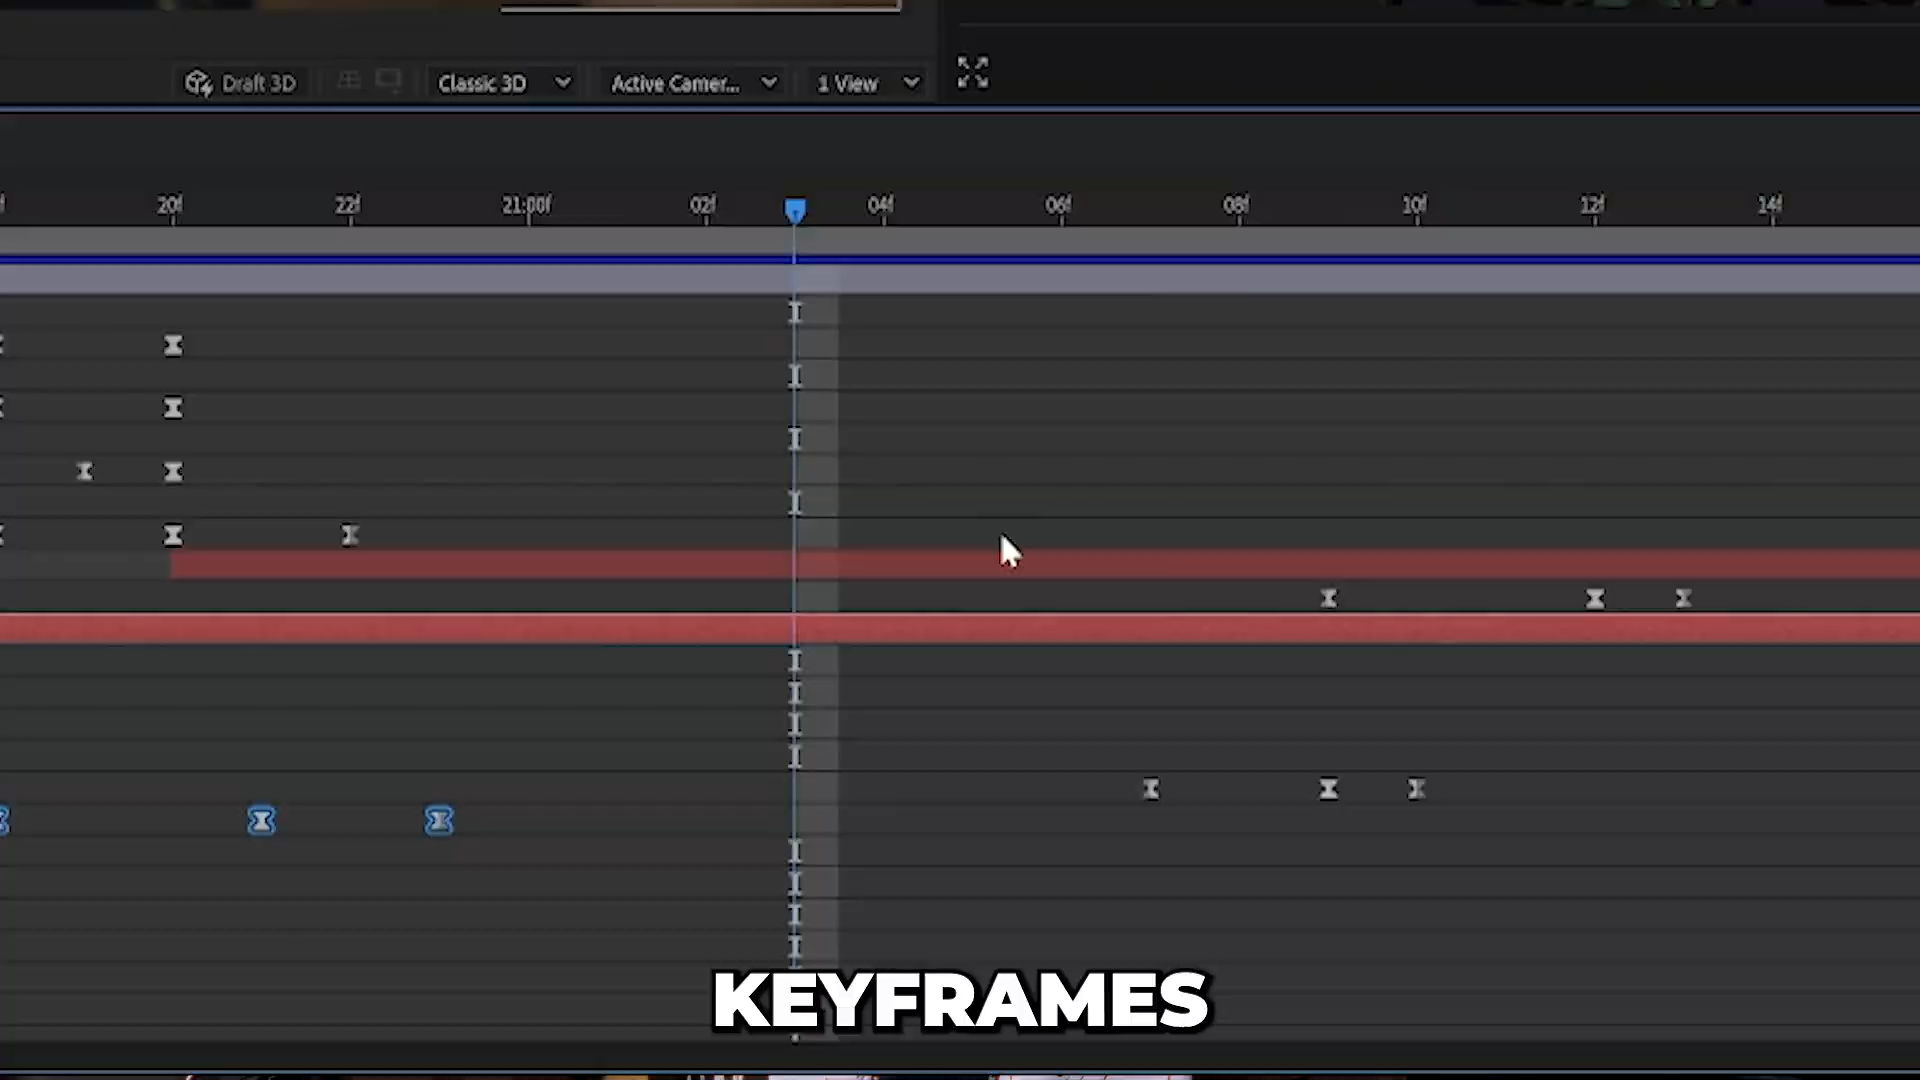 Draft 3D Classic 3D Active Camer... 1 View
20f 22f 21:00f 02f 04f 06f 08f 10f 12f 14f
KEYFRAMES